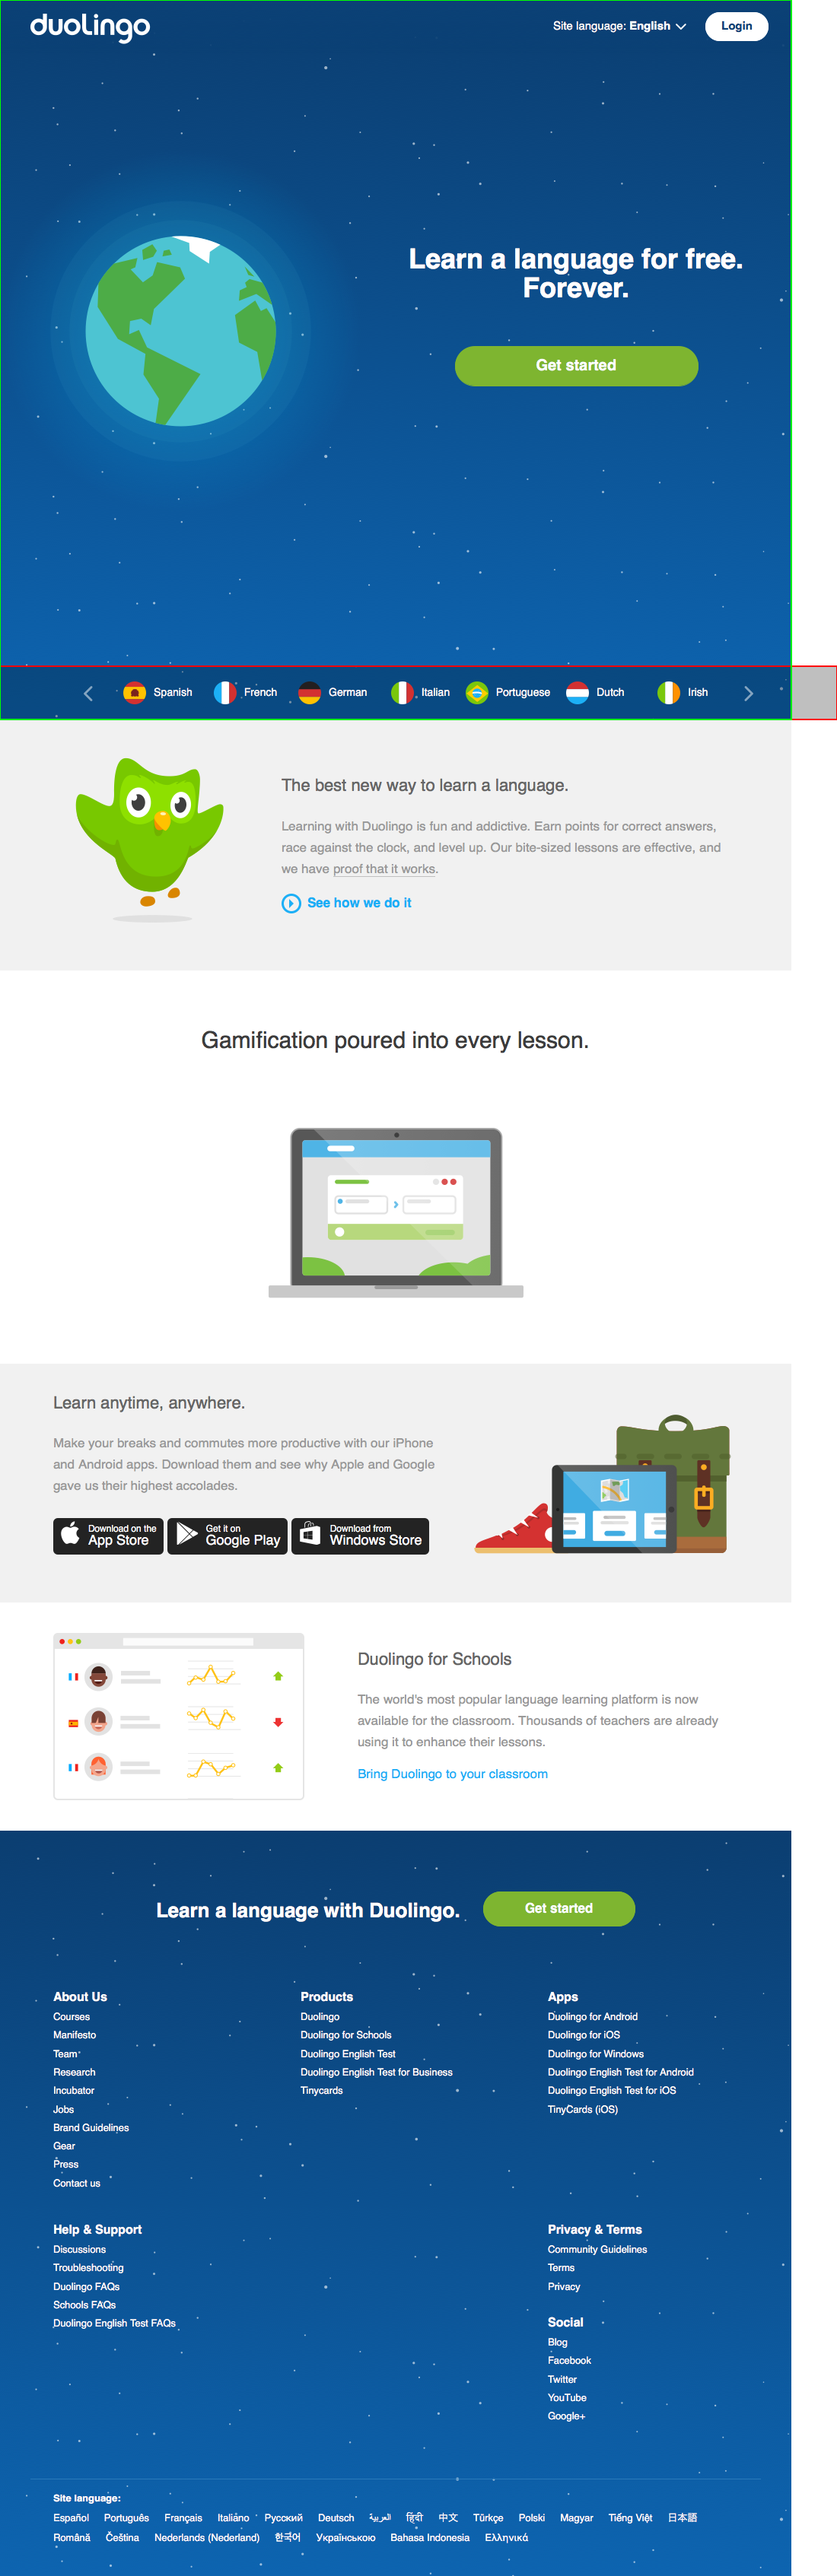 duolingo
Site language: English
Login
Learn a language for free.
Forever.
Get started
Spanish French German Italian Portuguese Dutch Irish
The best new way to learn a language.
Learning with Duolingo is fun and addictive. Earn points for correct answers,
race against the clock, and level up. Our bite-sized lessons are effective, and
we have proof that it works.
See how we do it
Gamification poured into every lesson.
Learn anytime, anywhere.
Make your breaks and commutes more productive with our iPhone
and Android apps. Download them and see why Apple and Google
gave us their highest accolades.
Download on the
App Store
Get it on
Google Play
Download from
Windows Store
Duolingo for Schools
The world's most popular language learning platform is now
available for the classroom. Thousands of teachers are already
using it to enhance their lessons.
Bring Duolingo to your classroom
Learn a language with Duolingo.
Get started
About Us
Courses
Manifesto
Team
Research
Incubator
Jobs
Brand Guidelines
Gear
Press
Contact us
Products
Duolingo
Duolingo for Schools
Duolingo English Test
Duolingo English Test for Business
Tinycards
Apps
Duolingo for Android
Duolingo for iOS
Duolingo for Windows
Duolingo English Test for Android
Duolingo English Test for iOS
TinyCards (iOS)
Help & Support
Discussions
Troubleshooting
Duolingo FAQs
Schools FAQs
Duolingo English Test FAQs
Privacy & Terms
Community Guidelines
Terms
Privacy
Social
Blog
Facebook
Twitter
YouTube
Google+
Site language:
Español Português Français Italiano Русский Deutsch العربية हिंदी 中文 Türkçe Polski Magyar Tiếng Việt 日本語
Română Čeština Nederlands (Nederland) 한국어 Українською Bahasa Indonesia Ελληνικά